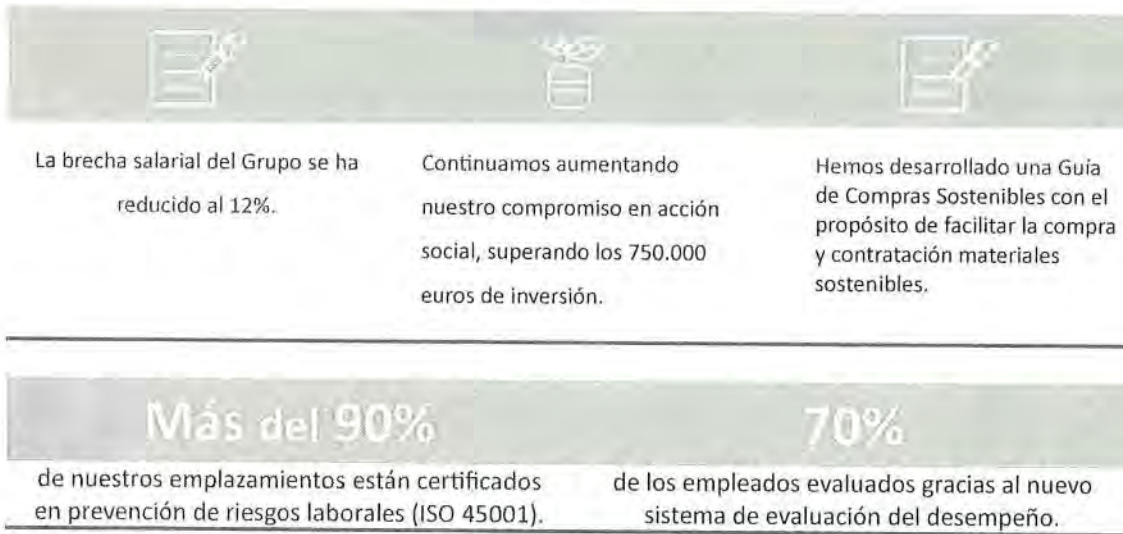 La brecha salarial del Grupo se ha
reducido al 12%.
Continuamos aumentando
nuestro compromiso en acción
social, superando los 750.000
euros de inversión.
Hemos desarrollado una Guía
de Compras Sostenibles con el
propósito de facilitar la compra
y contratación materiales
sostenibles.
Más del 90%
de nuestros emplazamientos están certificados
en prevención de riesgos laborales (ISO 45001).
70%
de los empleados evaluados gracias al nuevo
sistema de evaluación del desempeño.